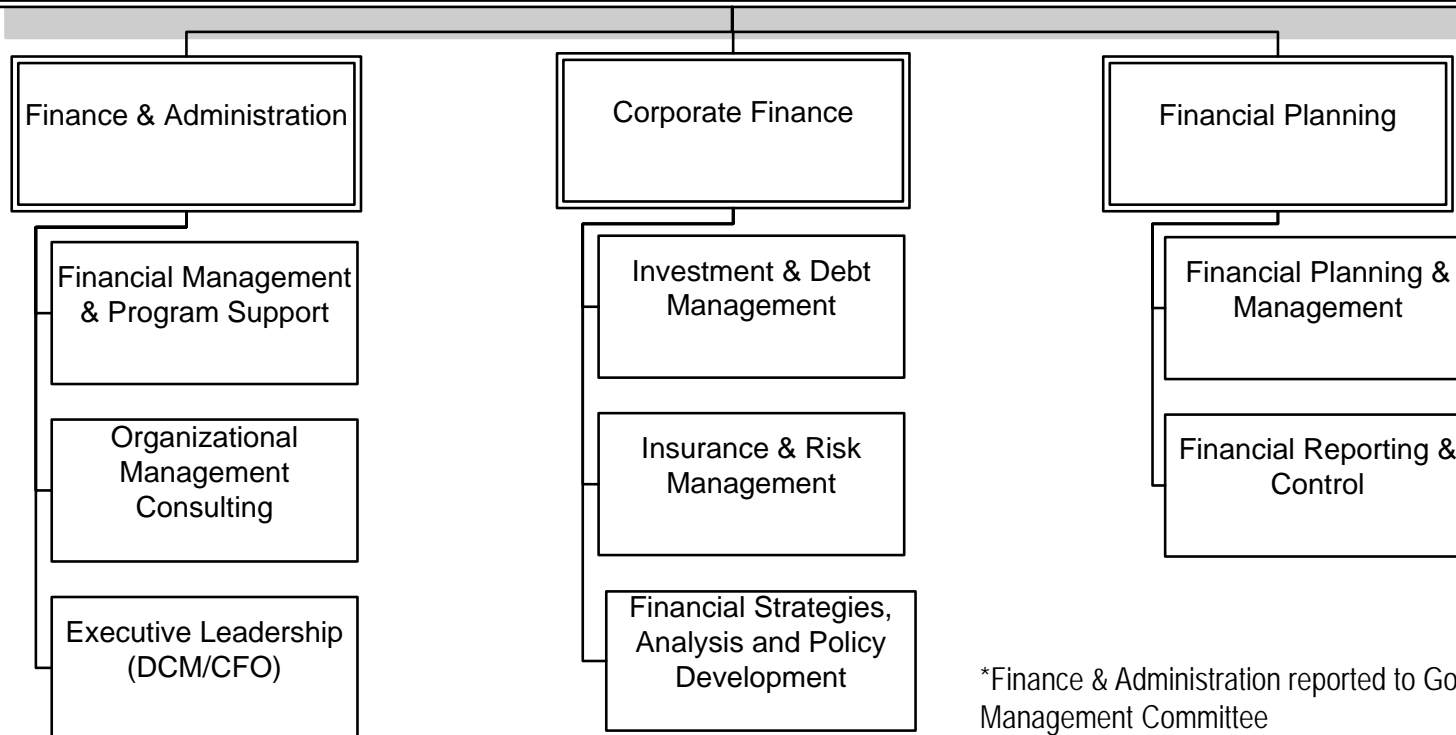 Finance & Administration
Financial Management
& Program Support
Organizational
Management
Consulting
Executive Leadership
(DCM/CFO)
Corporate Finance
Investment & Debt
Management
Insurance & Risk
Management
Financial Strategies,
Analysis and Policy
Development
Financial Planning
Financial Planning &
Management
Financial Reporting &
Control
*Finance & Administration reported to
Management Committee